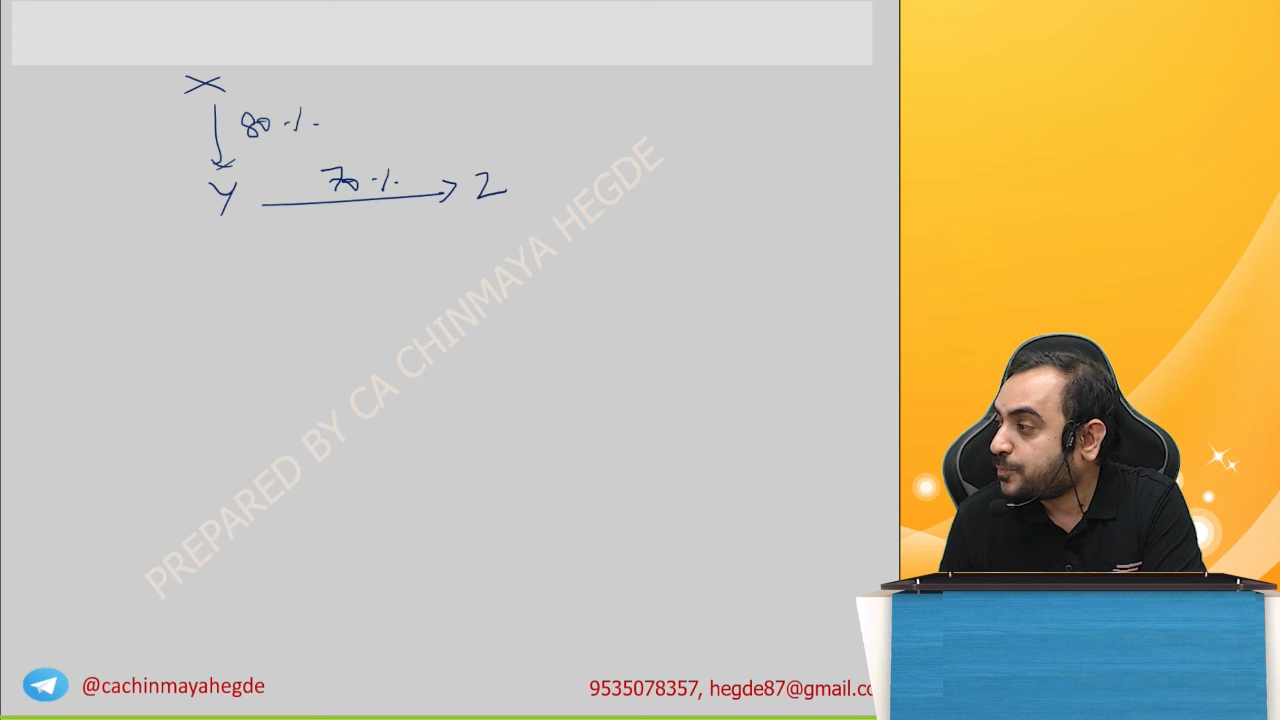 X
80%
Y 70% Z
PREPARED BY CA CHINMAYA HEGDE
@cachinmayahegde
9535078357, hegde87@gmail.co